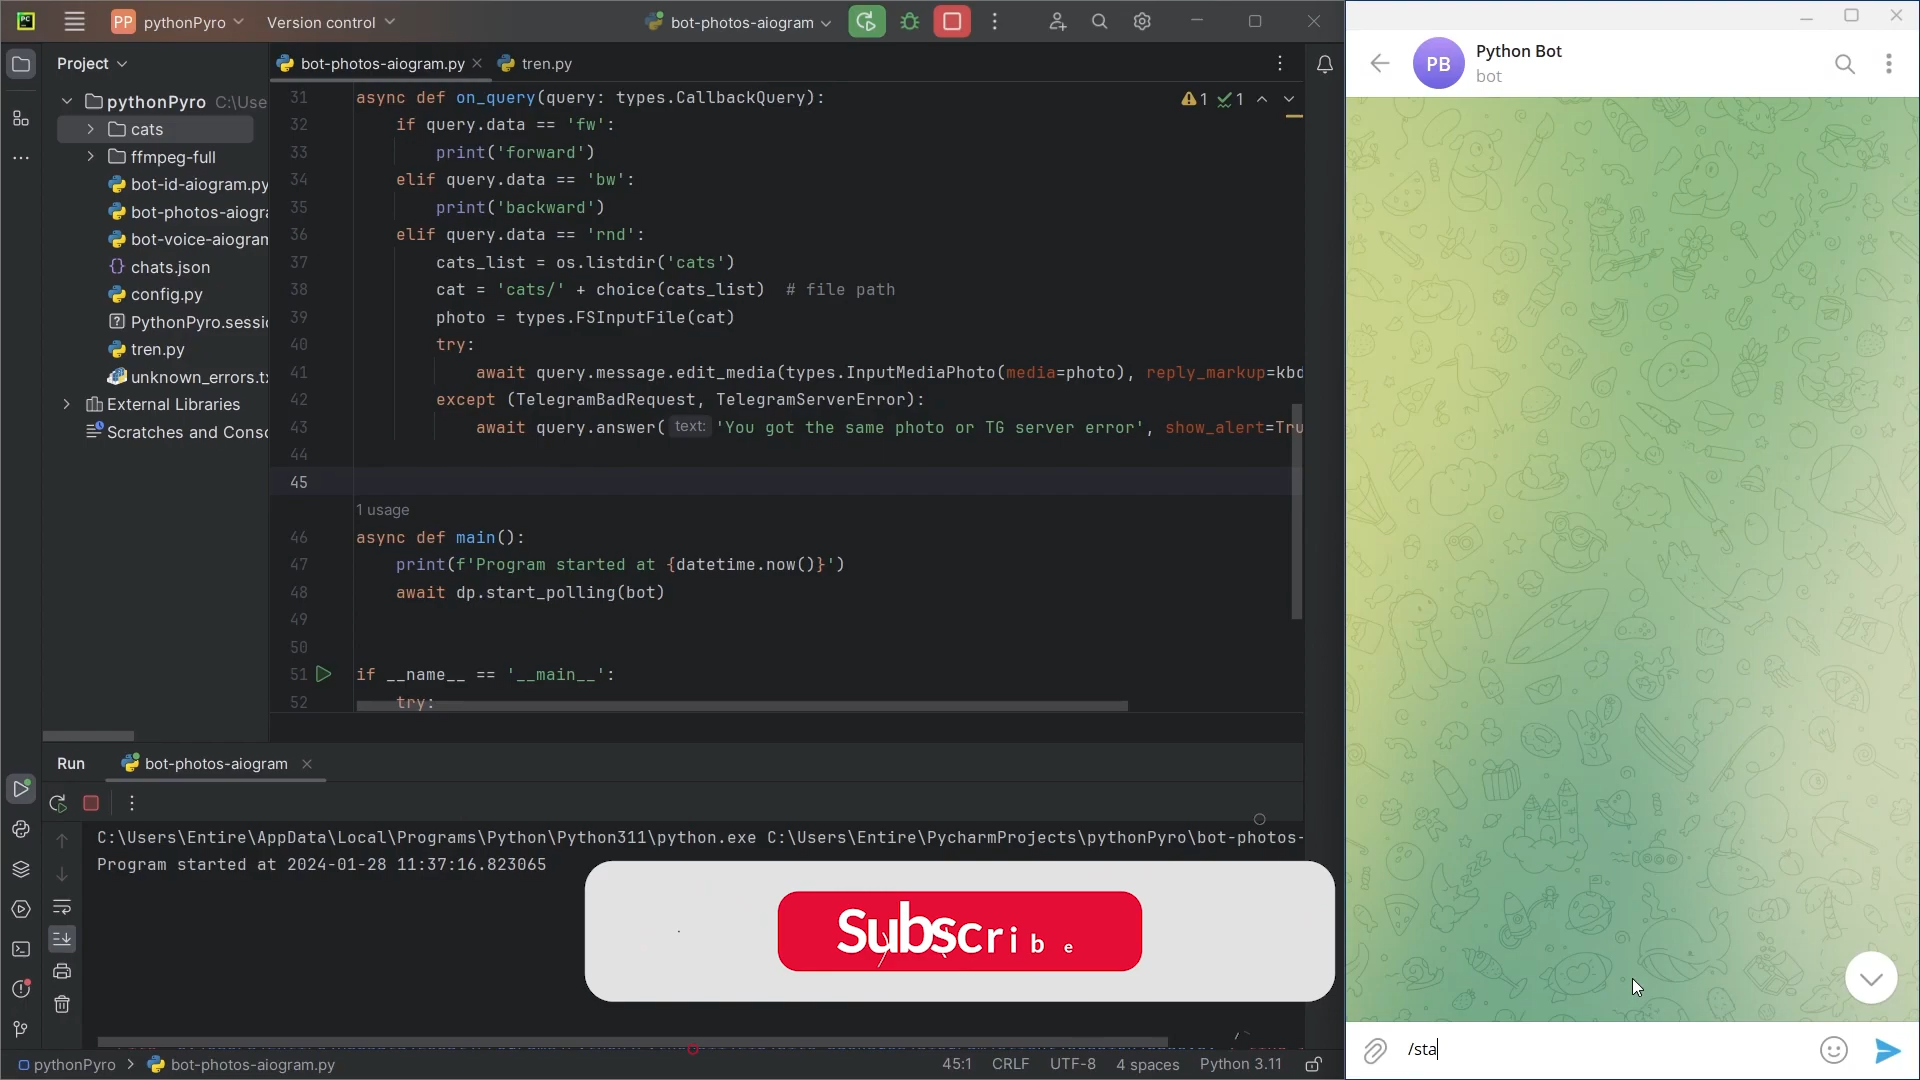 PC
PP pythonPyro
Version control
bot-photos-aiogram
Project
bot-photos-aiogram.py
tren.py
pythonPyro C:\Use
cats
ffmpeg-full
bot-id-aiogram.py
bot-photos-aiogra
bot-voice-aiogram
chats.json
config.py
PythonPyro.sessio
tren.py
unknown_errors.tx
External Libraries
Scratches and Conso
1 1
31 async def on_query(query: types.CallbackQuery):
32 if query.data == 'fw':
33 print('forward')
34 elif query.data == 'bw':
35 print('backward')
36 elif query.data == 'rnd':
37 cats_list = os.listdir('cats')
38 cat = 'cats/' + choice(cats_list) # file path
39 photo = types.FSInputFile(cat)
40 try:
41 await query.message.edit_media(types.InputMediaPhoto(media=photo), reply_markup=kbd
42 except (TelegramBadRequest, TelegramServerError):
43 await query.answer( text: 'You got the same photo or TG server error', show_alert=Tru
44
45
1 usage
46 async def main():
47 print(f'Program started at {datetime.now()}')
48 await dp.start_polling(bot)
49
50
51 if __name__ == '__main__':
52 try:
Run
bot-photos-aiogram
C:\Users\Entire\AppData\Local\Programs\Python\Python311\python.exe C:\Users\Entire\PycharmProjects\pythonPyro\bot-photos-
Program started at 2024-01-28 11:37:16.823065
Subscribe
pythonPyro
bot-photos-aiogram.py
45:1 CRLF UTF-8 4 spaces Python 3.11
PB
Python Bot
bot
/sta